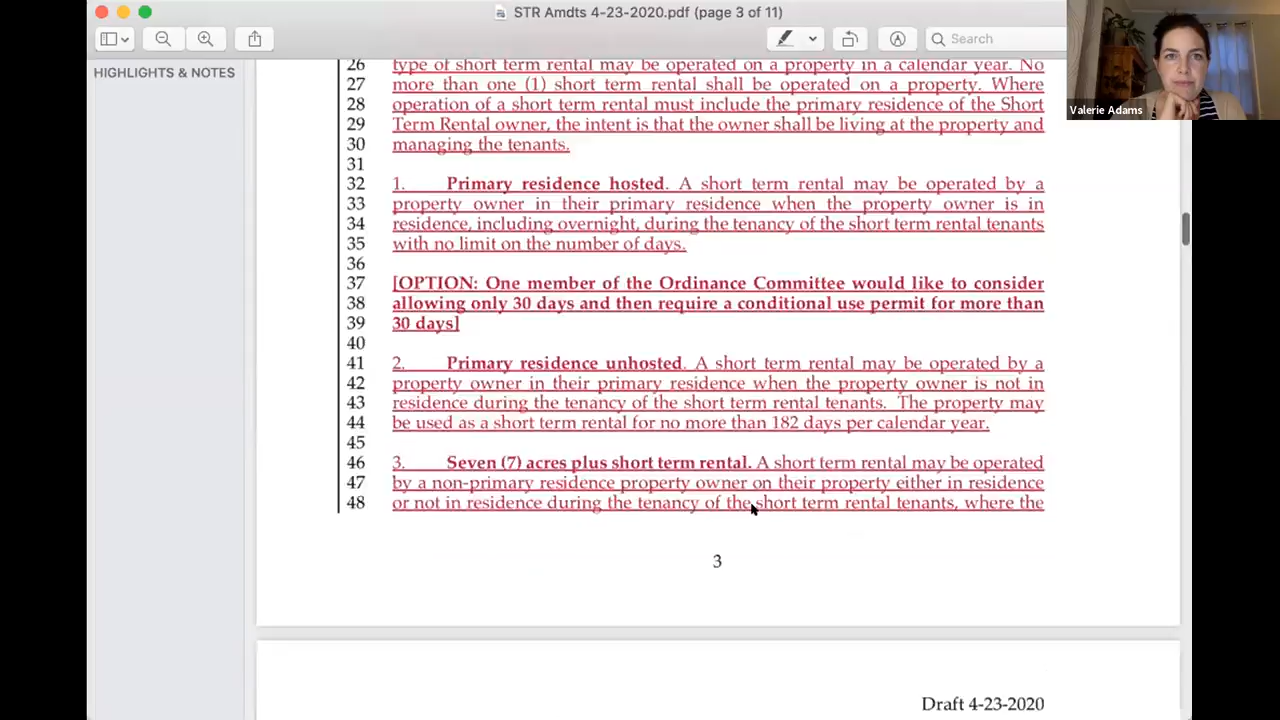 STR Amdts 4-23-2020.pdf (page 3 of 11)
Search
HIGHLIGHTS & NOTES
Valerie Adams
26 type of short term rental may be operated on a property in a calendar year. No
27 more than one (1) short term rental shall be operated on a property. Where
28 operation of a short term rental must include the primary residence of the Short
29 Term Rental owner, the intent is that the owner shall be living at the property and
30 managing the tenants.
31
32 1. Primary residence hosted. A short term rental may be operated by a
33 property owner in their primary residence when the property owner is in
34 residence, including overnight, during the tenancy of the short term rental tenants
35 with no limit on the number of days.
36
37 [OPTION: One member of the Ordinance Committee would like to consider
38 allowing only 30 days and then require a conditional use permit for more than
39 30 days]
40
41 2. Primary residence unhosted. A short term rental may be operated by a
42 property owner in their primary residence when the property owner is not in
43 residence during the tenancy of the short term rental tenants. The property may
44 be used as a short term rental for no more than 182 days per calendar year.
45
46 3. Seven (7) acres plus short term rental. A short term rental may be operated
47 by a non-primary residence property owner on their property either in residence
48 or not in residence during the tenancy of the short term rental tenants, where the
3
Draft 4-23-2020